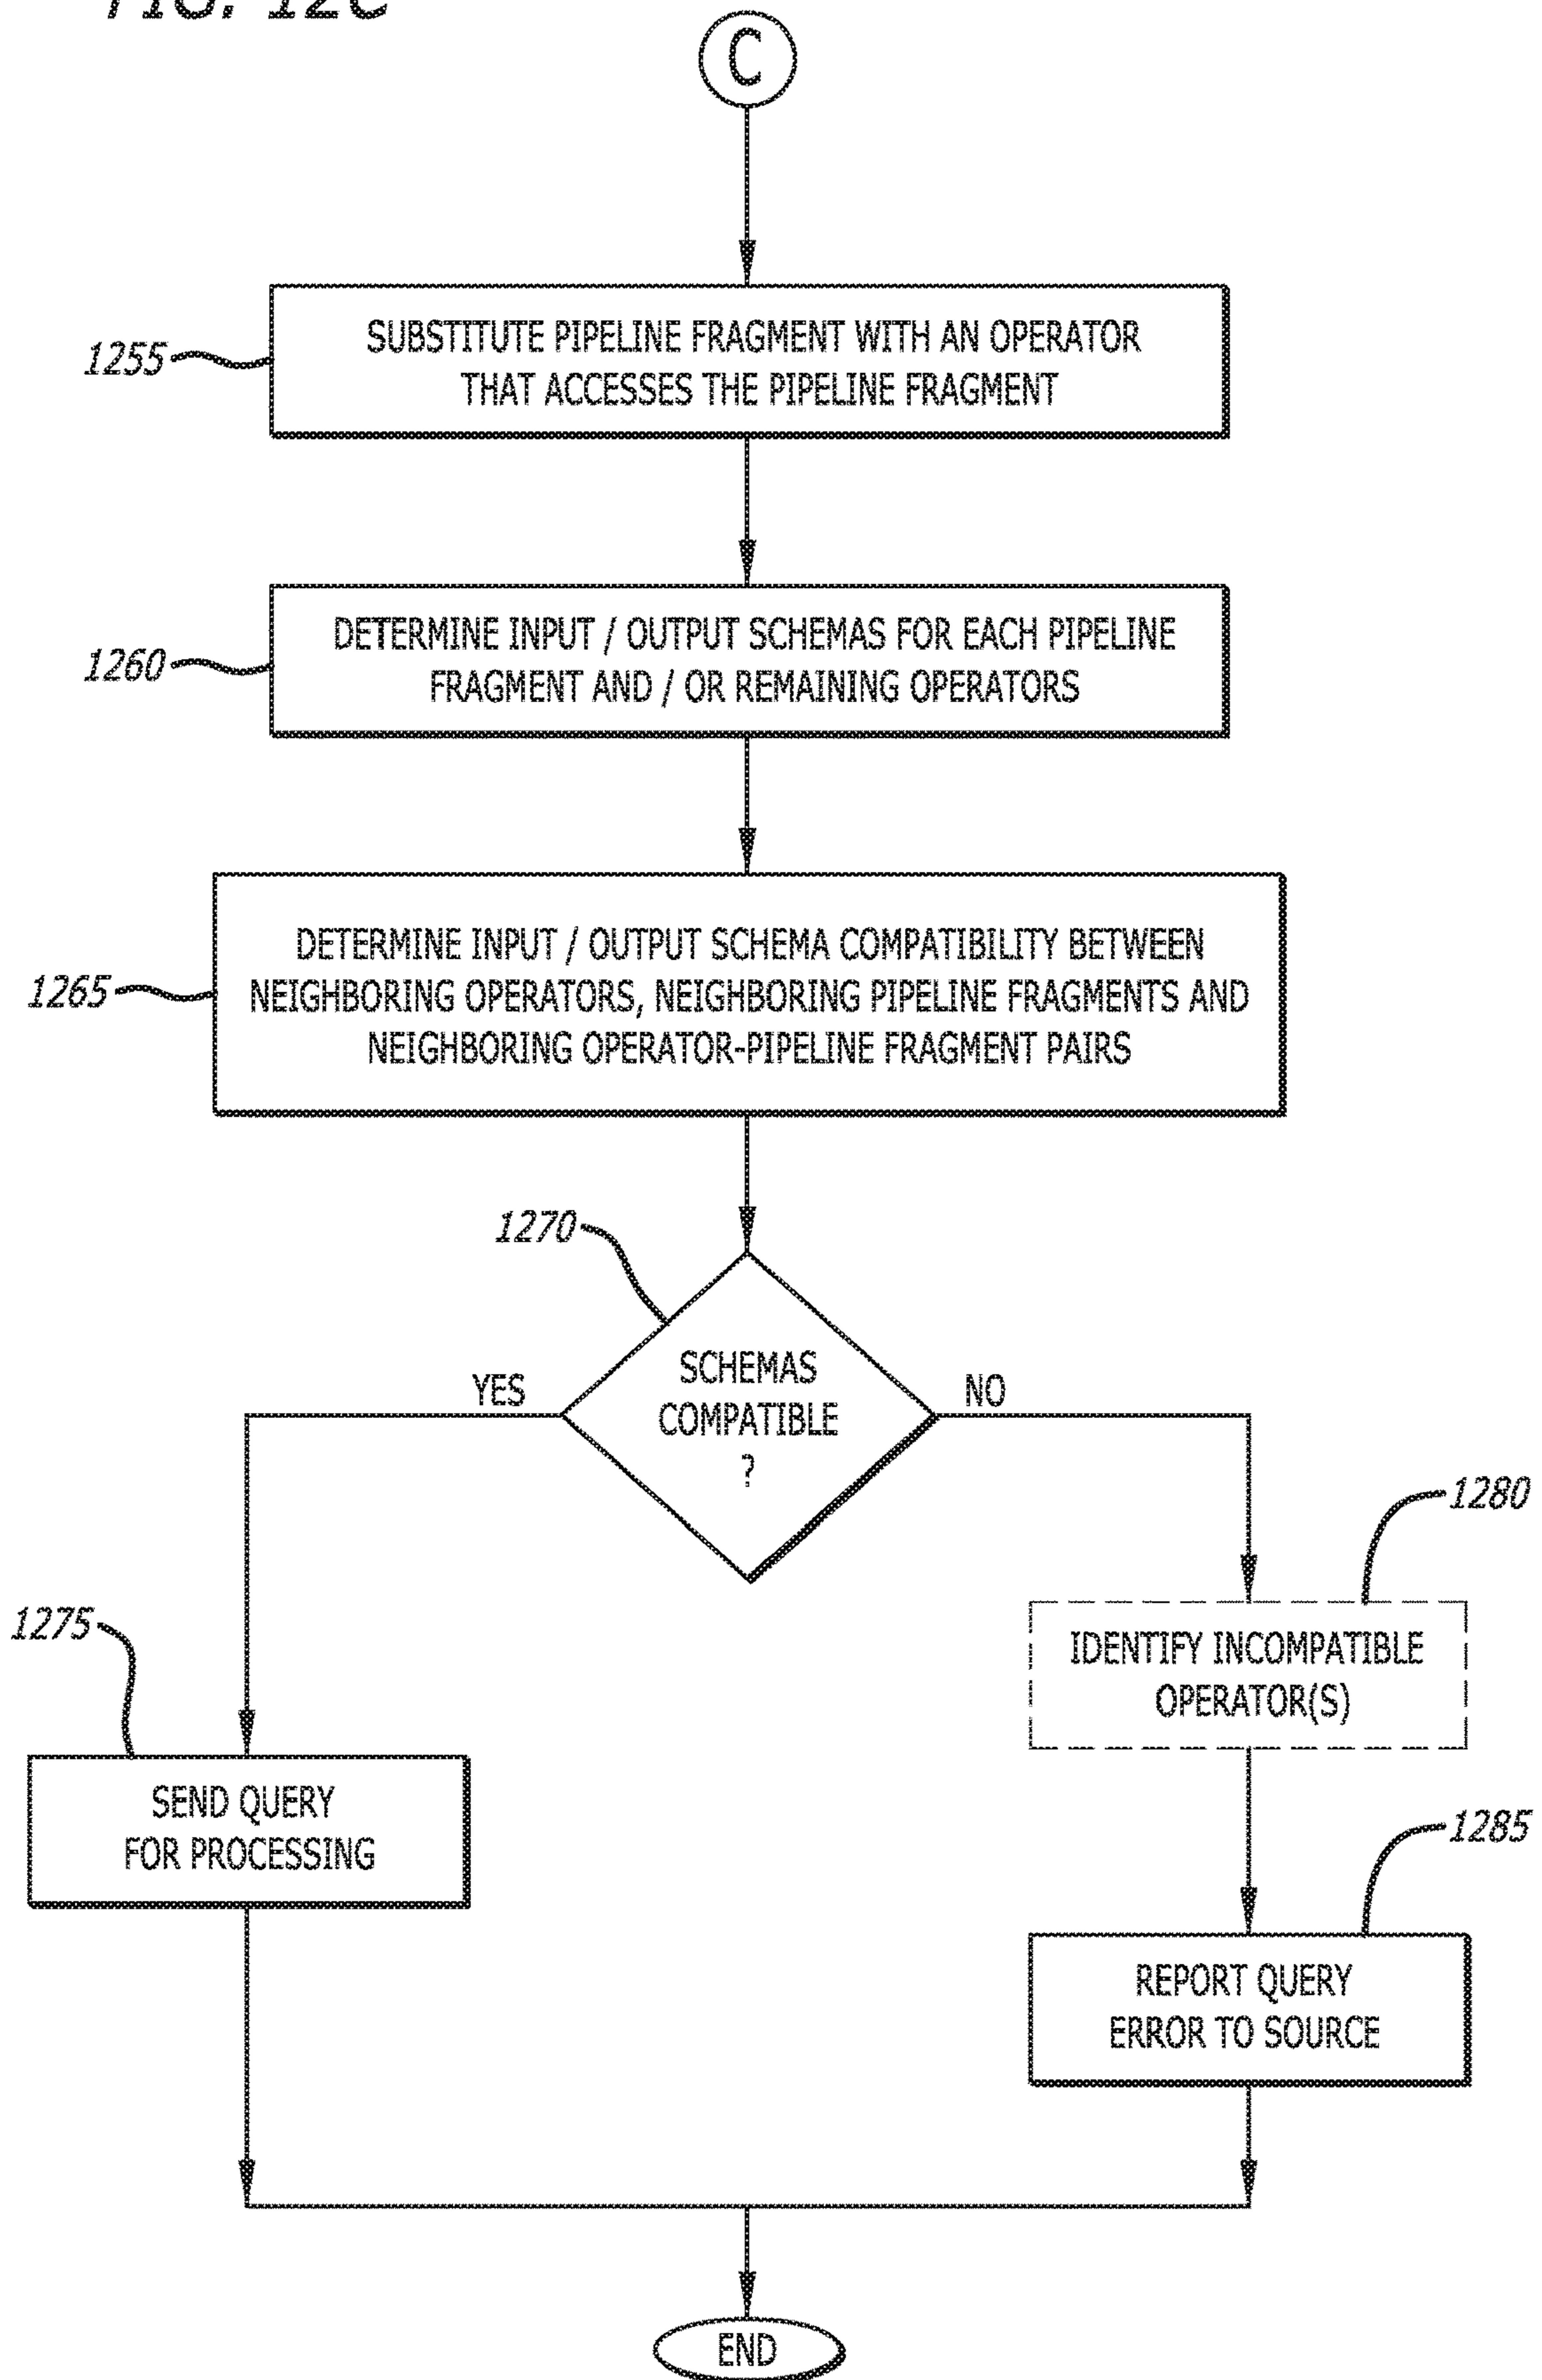 FIG. 12C
C
1255
SUBSTITUTE PIPELINE FRAGMENT WITH AN OPERATOR
THAT ACCESSES THE PIPELINE FRAGMENT
1260
DETERMINE INPUT / OUTPUT SCHEMAS FOR EACH PIPELINE
FRAGMENT AND / OR REMAINING OPERATORS
1265
DETERMINE INPUT / OUTPUT SCHEMA COMPATIBILITY BETWEEN
NEIGHBORING OPERATORS, NEIGHBORING PIPELINE FRAGMENTS AND
NEIGHBORING OPERATOR-PIPELINE FRAGMENT PAIRS
1270
SCHEMAS
COMPATIBLE
?
YES
NO
1275
SEND QUERY
FOR PROCESSING
1280
IDENTIFY INCOMPATIBLE
OPERATOR(S)
1285
REPORT QUERY
ERROR TO SOURCE
END